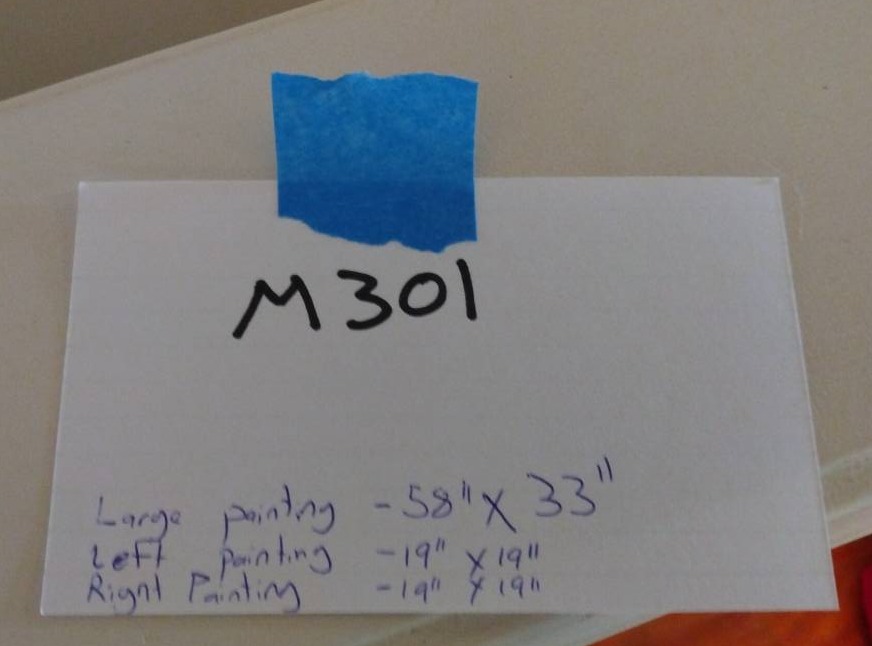 M301
Large painting - 58" X 33"
Left painting - 19" x 19"
Right Painting - 19" x 19"